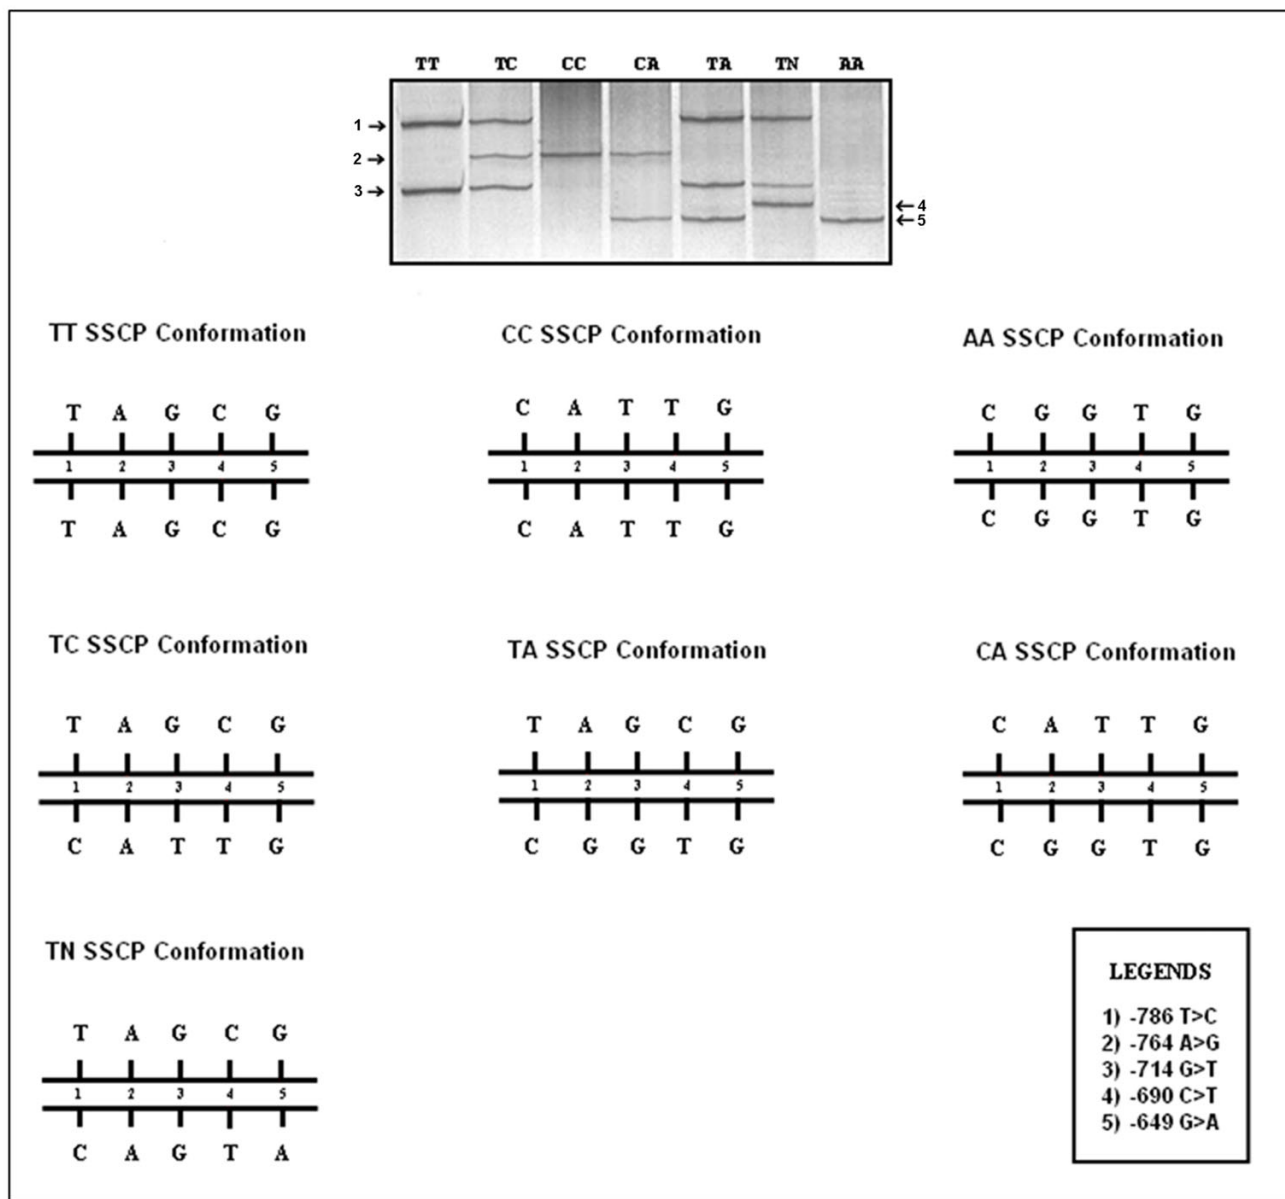 TT TC CC CA TA TN AA
1 →
2 →
3 →
← 4
← 5
TT SSCP Conformation
T A G C G
1 2 3 4 5
T A G C G
CC SSCP Conformation
C A T T G
1 2 3 4 5
C A T T G
AA SSCP Conformation
C G G T G
1 2 3 4 5
C G G T G
TC SSCP Conformation
T A G C G
1 2 3 4 5
C A T T G
TA SSCP Conformation
T A G C G
1 2 3 4 5
C G G T G
CA SSCP Conformation
C A T T G
1 2 3 4 5
C G G T G
TN SSCP Conformation
T A G C G
1 2 3 4 5
C A G T A
LEGENDS
1) -786 T>C
2) -764 A>G
3) -714 G>T
4) -690 C>T
5) -649 G>A